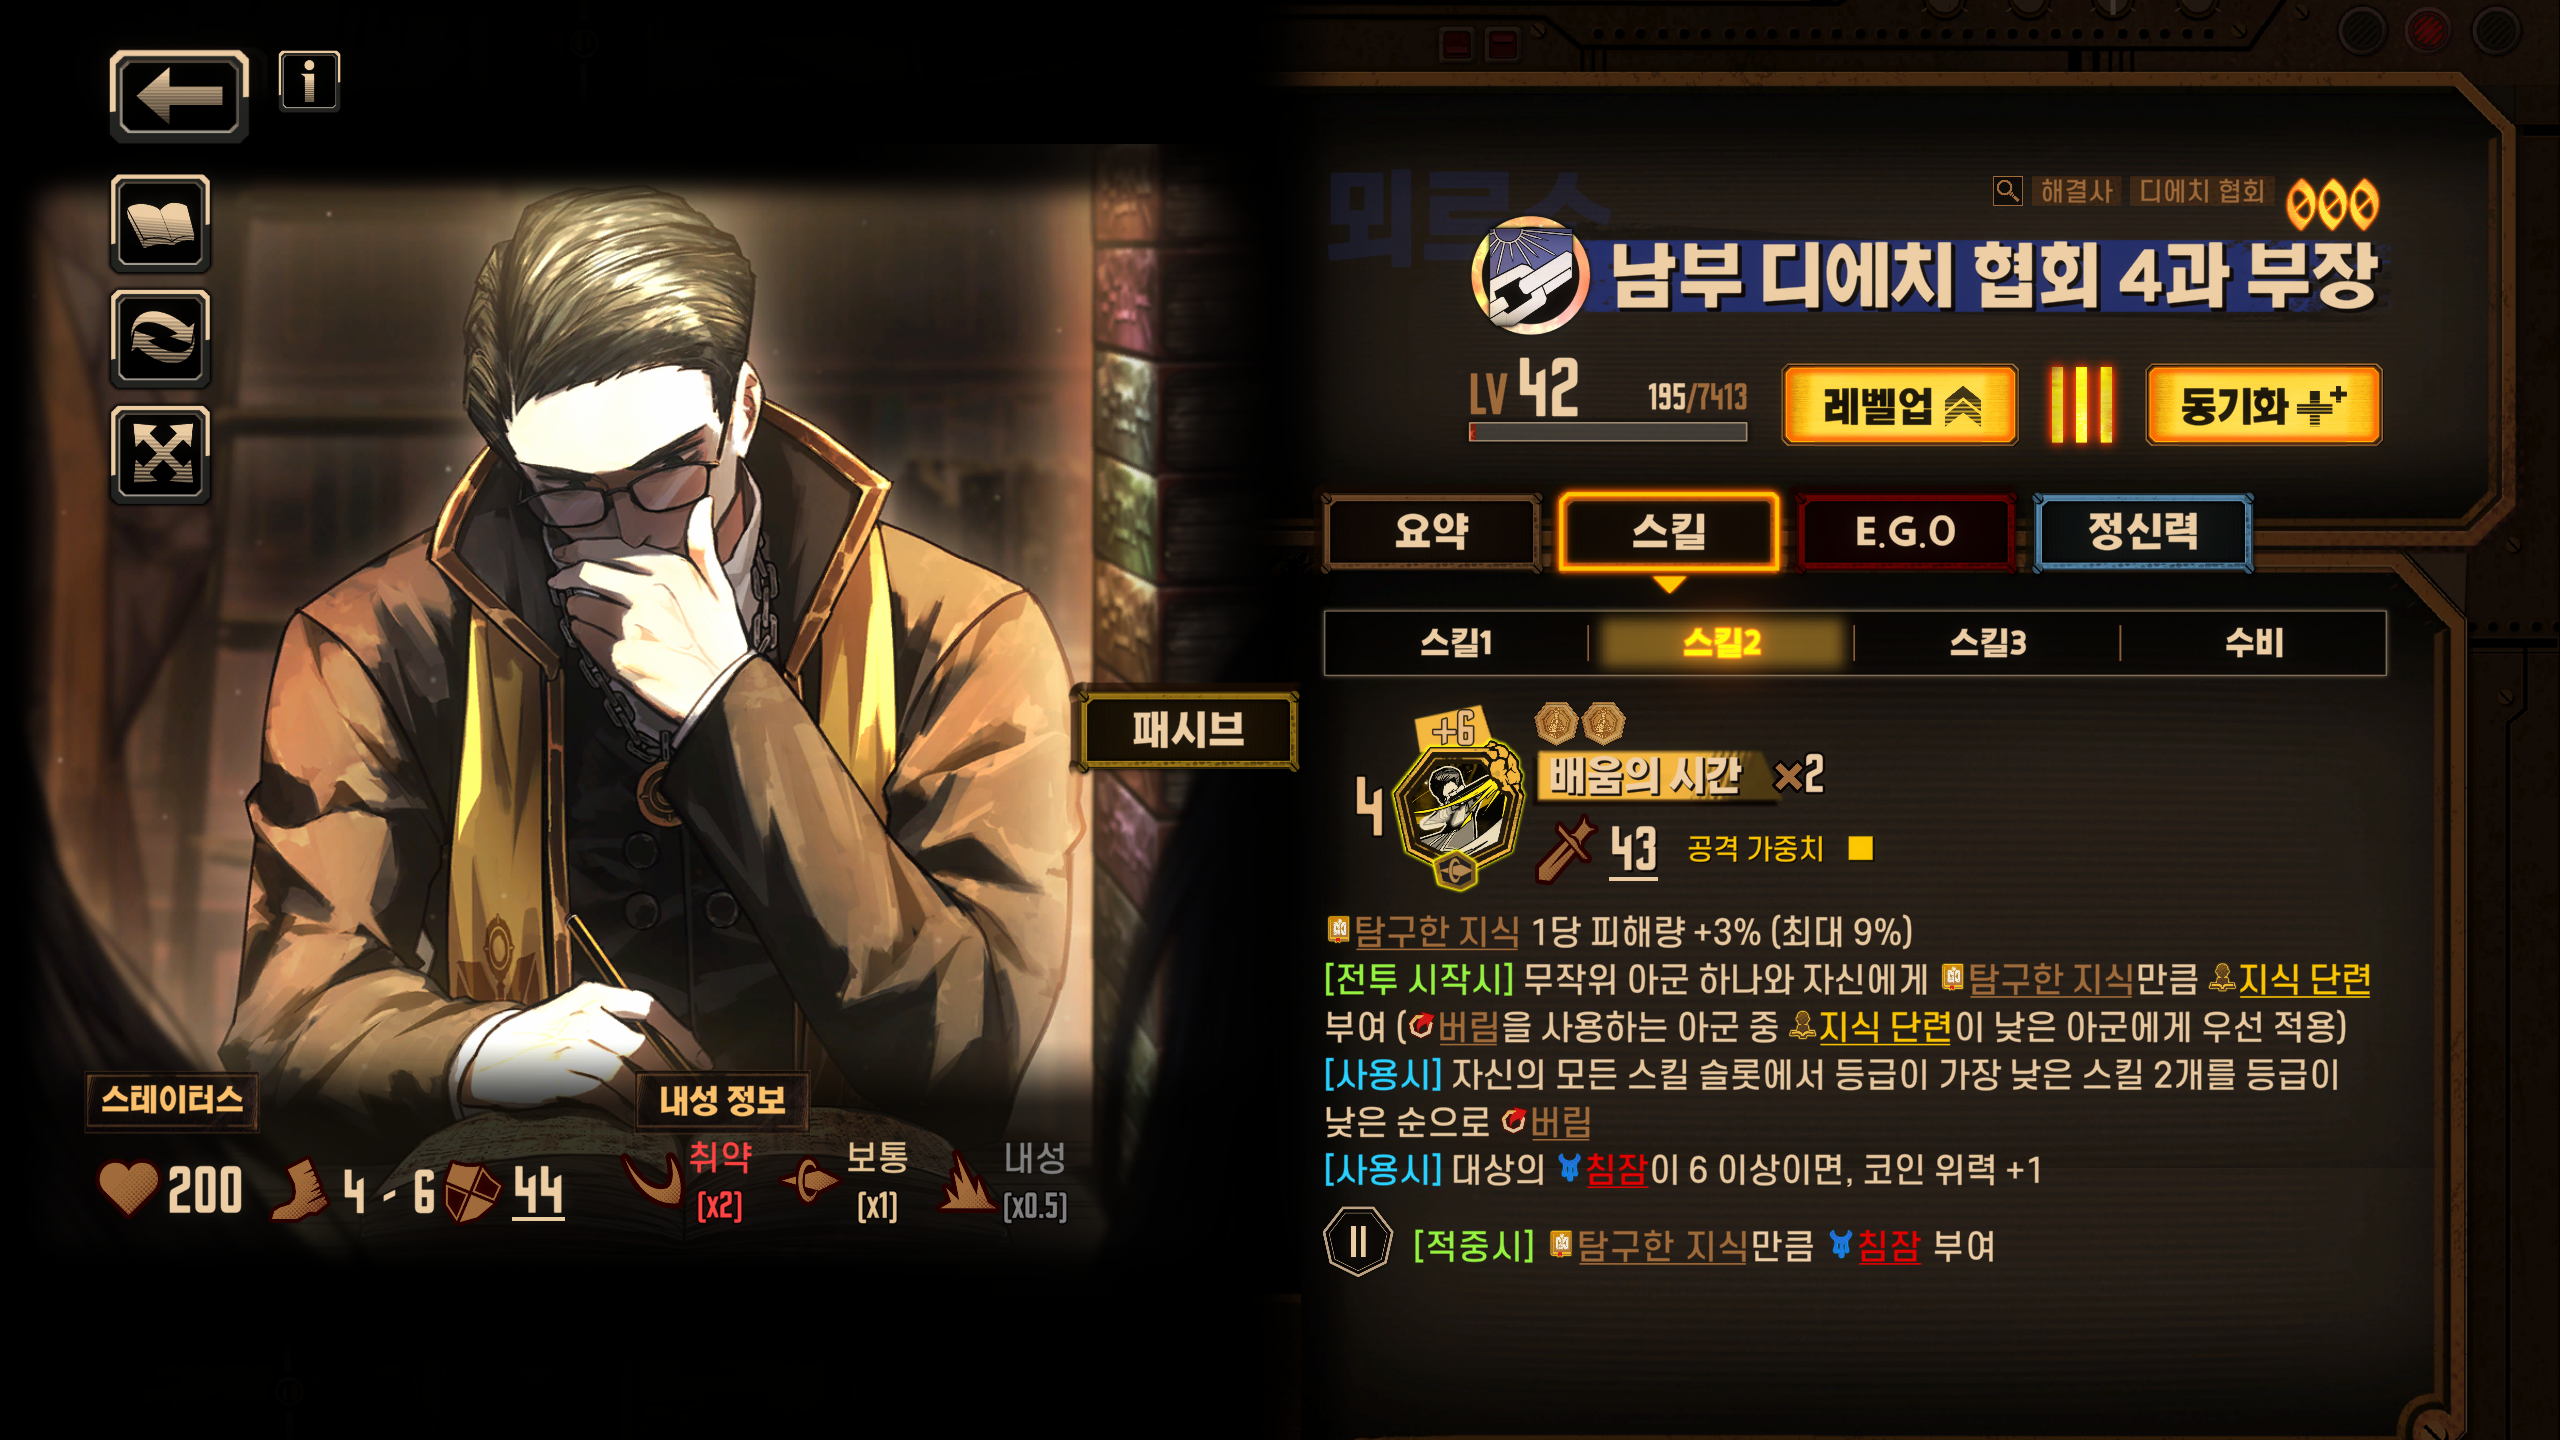 뫼르소
해결사 디에치 협회
남부 디에치 협회 4과 부장
LV 42 195/7413
레벨업
동기화
요약
스킬
E.G.O
정신력
스킬1
스킬2
스킬3
수비
패시브
+6
4
배움의 시간 ×2
43 공격 가중치
탐구한 지식 1당 피해량 +3% (최대 9%)
[전투 시작시] 무작위 아군 하나와 자신에게 탐구한 지식만큼 지식 단련
부여 (버림을 사용하는 아군 중 지식 단련이 낮은 아군에게 우선 적용)
[사용시] 자신의 모든 스킬 슬롯에서 등급이 가장 낮은 스킬 2개를 등급이
낮은 순으로 버림
[사용시] 대상의 침잠이 6 이상이면, 코인 위력 +1
II [적중시] 탐구한 지식만큼 침잠 부여
스테이터스
200 4 - 6 44
내성 정보
취약 [x2]
보통 [x1]
내성 [x0.5]